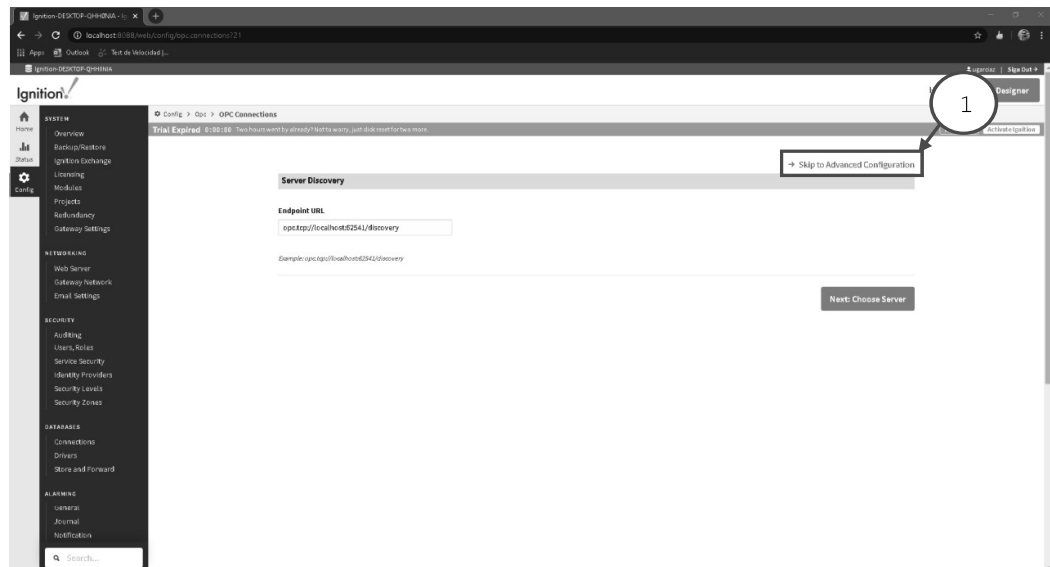 Ignition-DESKTOP-QHH0NIA - Ig
localhost:8088/web/config/opc.connections?21
Apps
Outlook
Test de Velocidad |...
Ignition-DESKTOP-QHH0NIA
Sign Out
Ignition!
Designer
1
Home
Status
Config
SYSTEM
Overview
Backup/Restore
Ignition Exchange
Licensing
Modules
Projects
Redundancy
Gateway Settings
NETWORKING
Web Server
Gateway Network
Email Settings
SECURITY
Auditing
Users, Roles
Service Security
Identity Providers
Security Levels
Security Zones
DATABASES
Connections
Drivers
Store and Forward
ALARMING
General
Journal
Notification
Search...
Config > Opc > OPC Connections
Trial Expired 0:00:00 Two hours went by already? Not to worry, just click reset for two more.
Activate Ignition
→ Skip to Advanced Configuration
Server Discovery
Endpoint URL
opc.tcp://localhost:62541/discovery
Example: opc.tcp://localhost:62541/discovery
Next: Choose Server